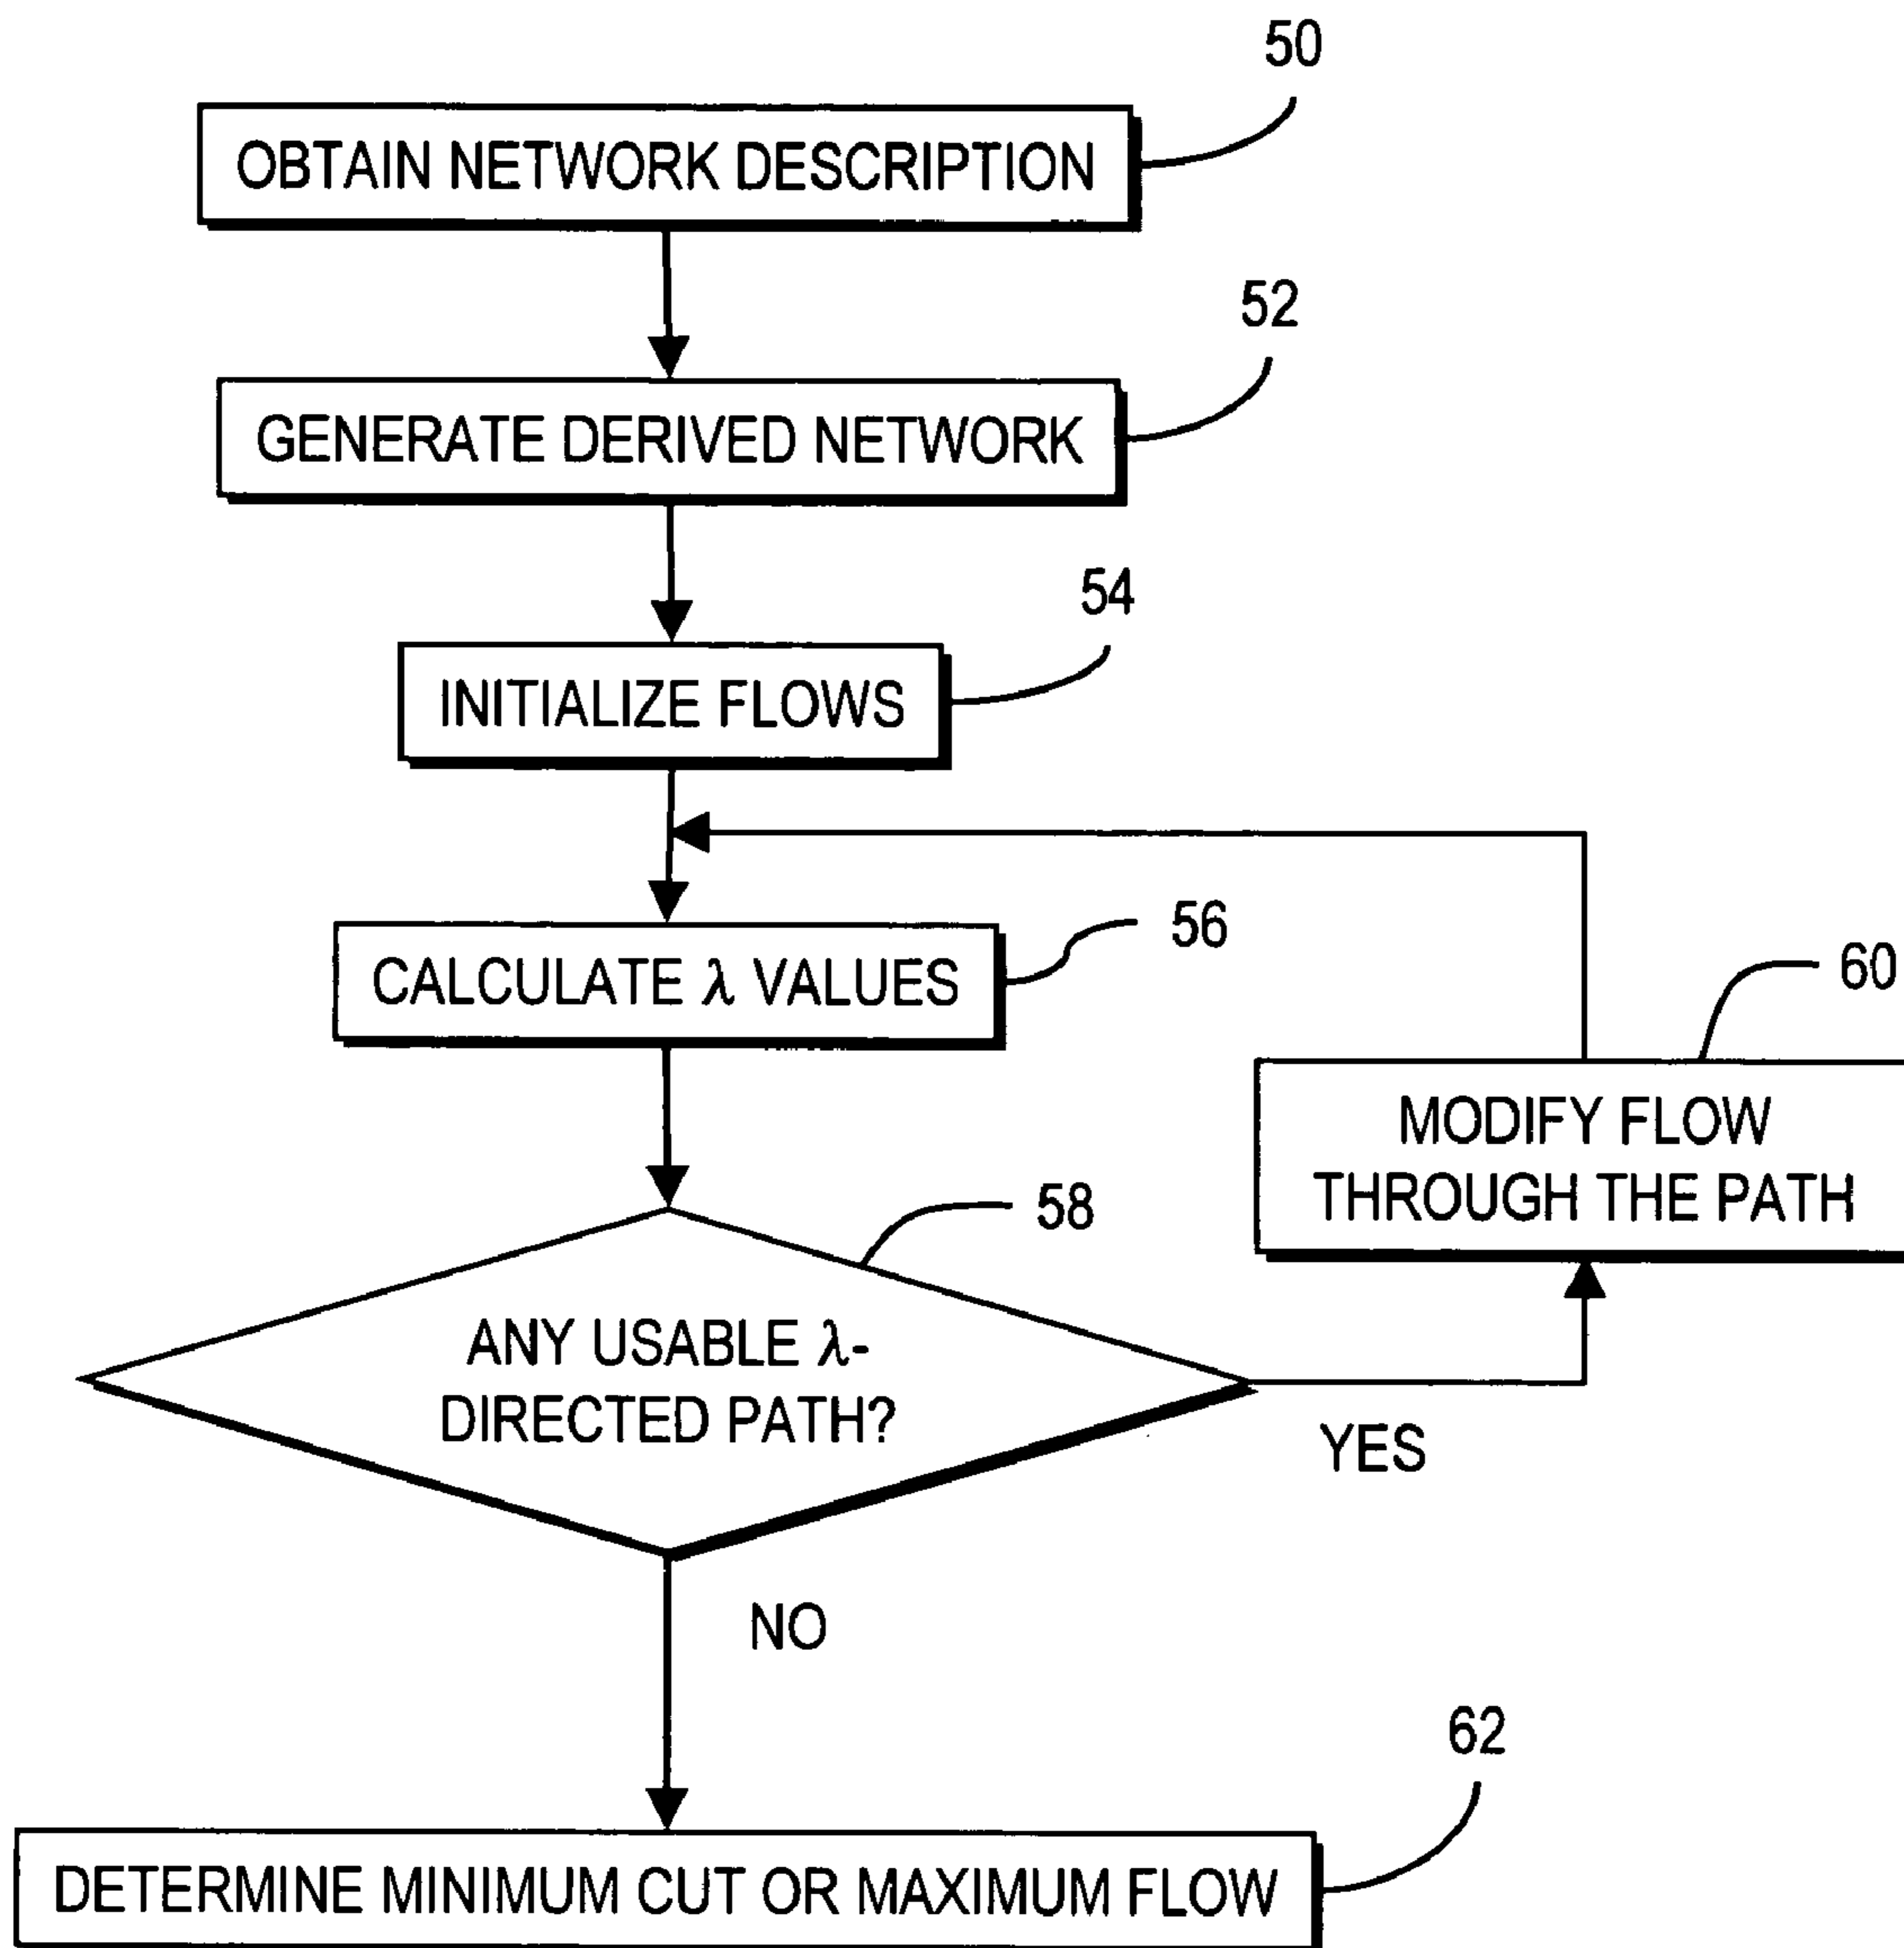 50
OBTAIN NETWORK DESCRIPTION
52
GENERATE DERIVED NETWORK
54
INITIALIZE FLOWS
56
CALCULATE λ VALUES
60
MODIFY FLOW
THROUGH THE PATH
58
ANY USABLE λ-
DIRECTED PATH?
YES
NO
62
DETERMINE MINIMUM CUT OR MAXIMUM FLOW